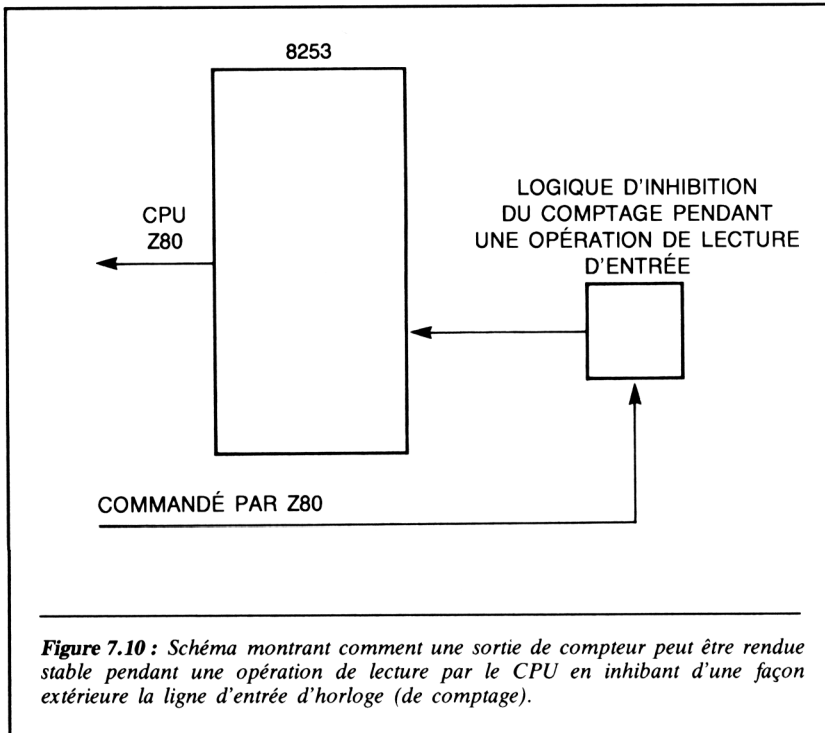 8253
CPU
Z80
LOGIQUE D'INHIBITION
DU COMPTAGE PENDANT
UNE OPÉRATION DE LECTURE
D'ENTRÉE
COMMANDÉ PAR Z80
Figure 7.10 : Schéma montrant comment une sortie de compteur peut être rendue
stable pendant une opération de lecture par le CPU en inhibant d'une façon
extérieure la ligne d'entrée d'horloge (de comptage).